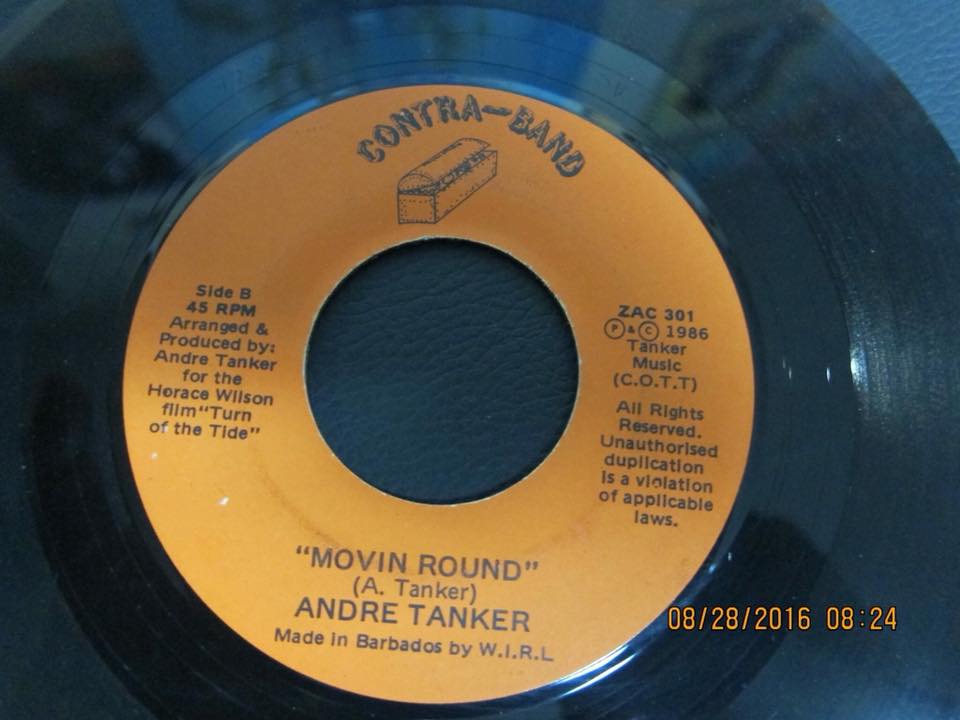 CONTRA-BAND
Side B
45 RPM
Arranged &
Produced by:
Andre Tanker
for the
Horace Wilson
film "Turn
of the Tide"
ZAC 301
Ⓟ & Ⓒ 1986
Tanker
Music
(C.O.T.T)
All Rights
Reserved.
Unauthorised
duplication
is a violation
of applicable
laws.
"MOVIN ROUND"
(A. Tanker)
ANDRE TANKER
Made in Barbados by W.I.R.L
08/28/2016 08:24